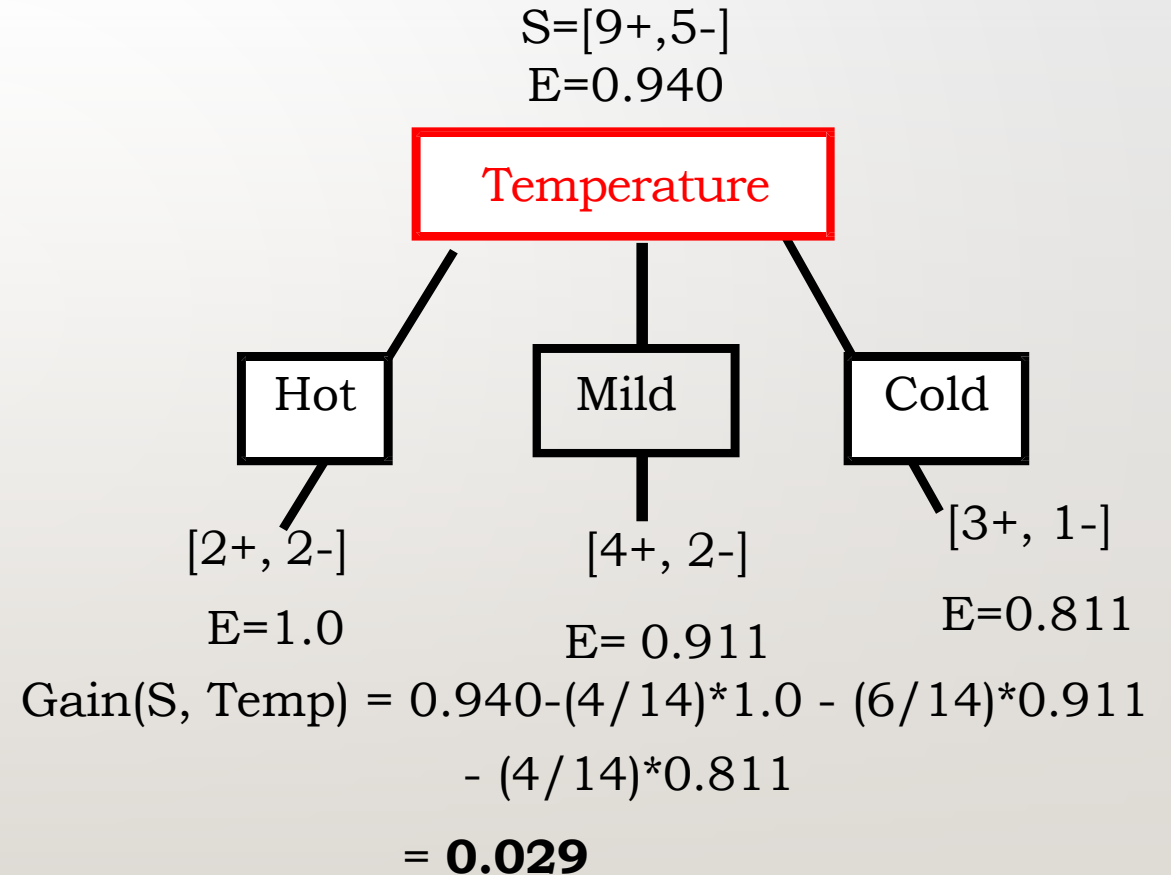 S=[9+,5-]
E=0.940
Temperature
Hot
Mild
Cold
[2+, 2-]
[4+, 2-]
[3+, 1-]
E=1.0
E= 0.911
E=0.811
Gain(S, Temp) = 0.940-(4/14)*1.0 - (6/14)*0.911
- (4/14)*0.811
= 0.029